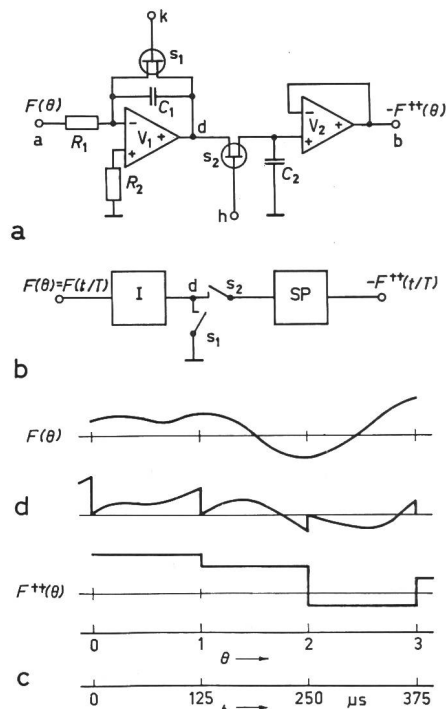 k
s₁
F(θ)
C₁
−F⁺⁺(θ)
−
V₁
+
+
d
−
V₂
+
+
a
R₁
s₂
b
R₂
C₂
h
a
F(θ)=F(t/T)
I
d
s₂
SP
−F⁺⁺(t/T)
s₁
b
F(θ)
d
F⁺⁺(θ)
0 1 2 3
θ →
c
0 125 250 μs 375